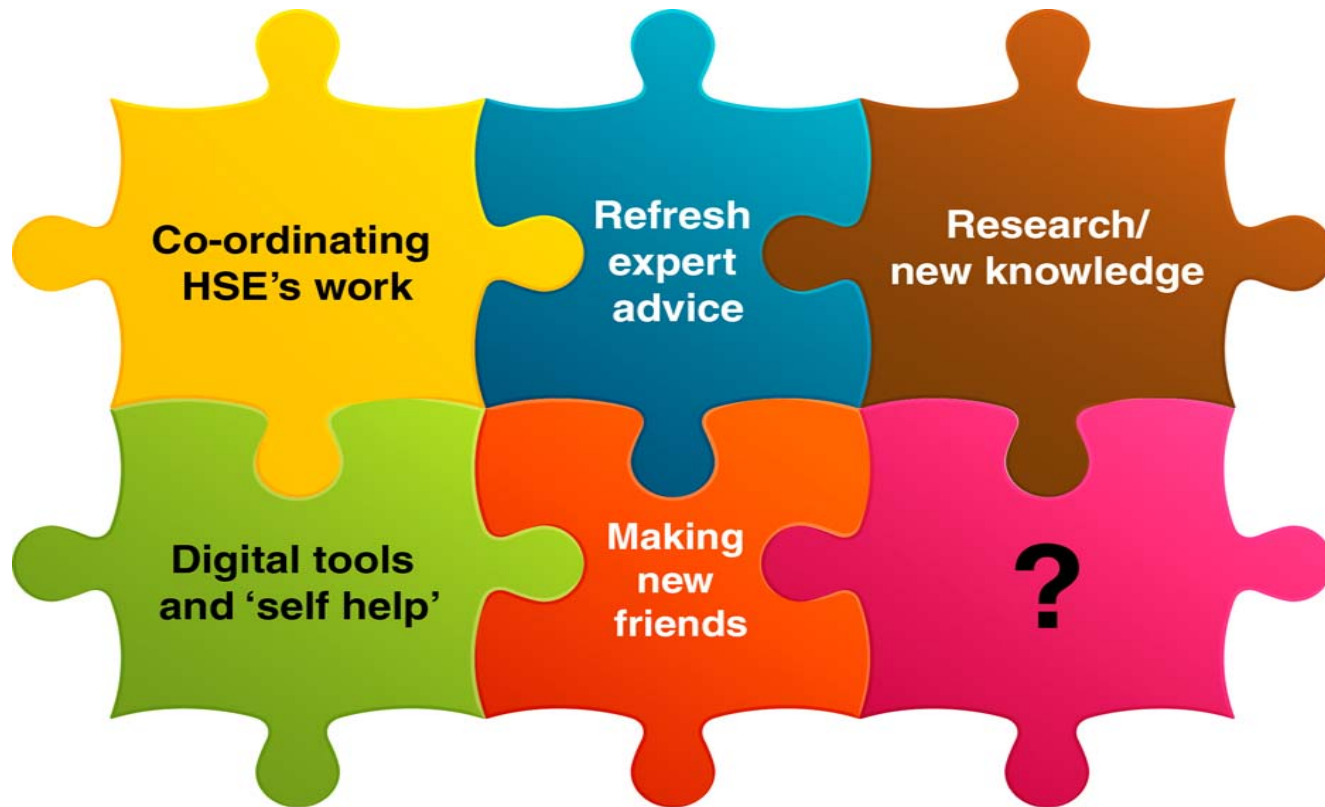 Co-ordinating
HSE's work
Refresh
expert
advice
Research/
new knowledge
Digital tools
and ‘self help’
Making
new
friends
?